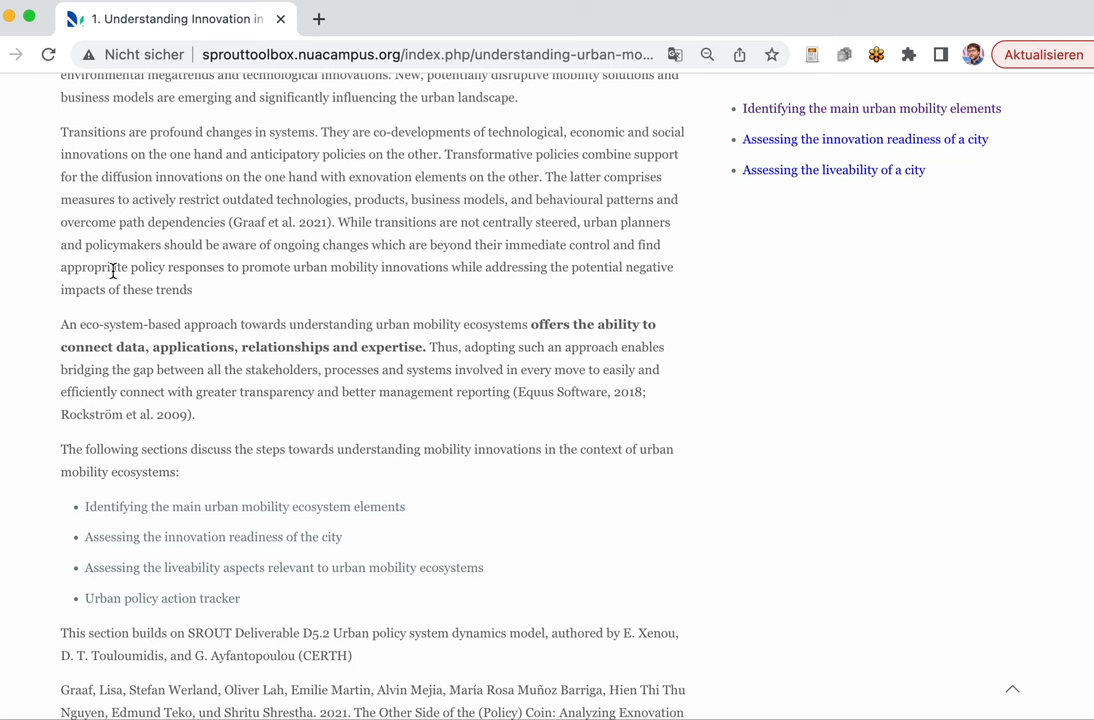 1. Understanding Innovation in
Nicht sicher
sprouttoolbox.nuacampus.org/index.php/understanding-urban-mo...
Aktualisieren
environmental megatrends and technological innovations. New, potentially disruptive mobility solutions and
business models are emerging and significantly influencing the urban landscape.
Transitions are profound changes in systems. They are co-developments of technological, economic and social
innovations on the one hand and anticipatory policies on the other. Transformative policies combine support
for the diffusion innovations on the one hand with exnovation elements on the other. The latter comprises
measures to actively restrict outdated technologies, products, business models, and behavioural patterns and
overcome path dependencies (Graaf et al. 2021). While transitions are not centrally steered, urban planners
and policymakers should be aware of ongoing changes which are beyond their immediate control and find
appropriate policy responses to promote urban mobility innovations while addressing the potential negative
impacts of these trends
An eco-system-based approach towards understanding urban mobility ecosystems offers the ability to
connect data, applications, relationships and expertise. Thus, adopting such an approach enables
bridging the gap between all the stakeholders, processes and systems involved in every move to easily and
efficiently connect with greater transparency and better management reporting (Equus Software, 2018;
Rockström et al. 2009).
The following sections discuss the steps towards understanding mobility innovations in the context of urban
mobility ecosystems:
• Identifying the main urban mobility ecosystem elements
• Assessing the innovation readiness of the city
• Assessing the liveability aspects relevant to urban mobility ecosystems
• Urban policy action tracker
This section builds on SROUT Deliverable D5.2 Urban policy system dynamics model, authored by E. Xenou,
D. T. Touloumidis, and G. Ayfantopoulou (CERTH)
Graaf, Lisa, Stefan Werland, Oliver Lah, Emilie Martin, Alvin Mejia, María Rosa Muñoz Barriga, Hien Thi Thu
Nguyen, Edmund Teko, und Shritu Shrestha. 2021. The Other Side of the (Policy) Coin: Analyzing Exnovation
• Identifying the main urban mobility elements
• Assessing the innovation readiness of a city
• Assessing the liveability of a city